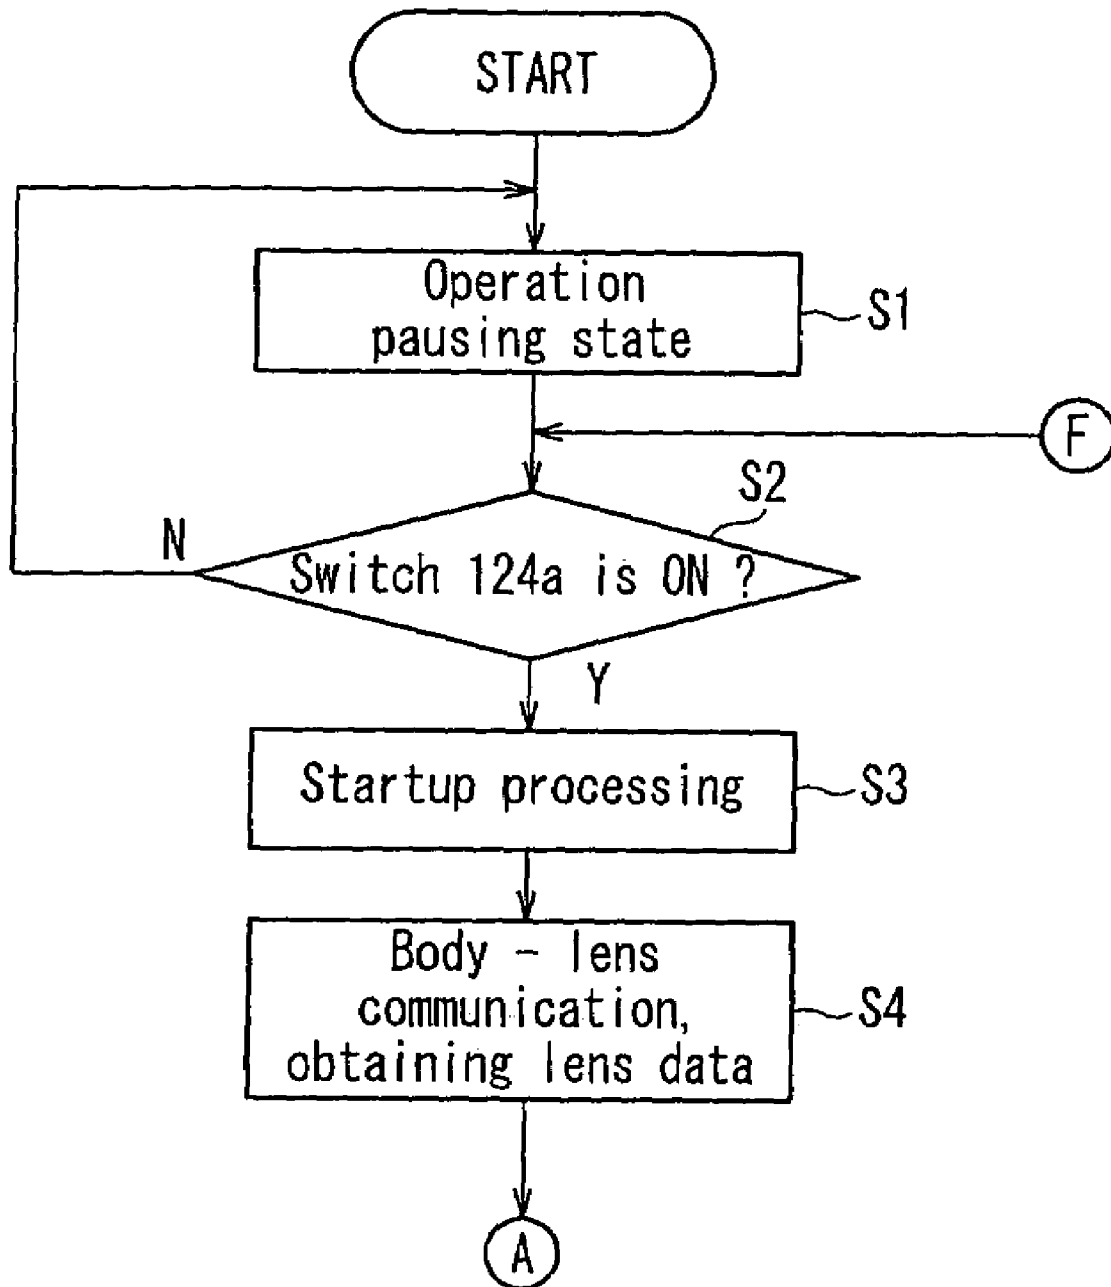 START
Operation
pausing state
S1
F
S2
N
Switch 124a is ON ?
Y
Startup processing
S3
Body - lens
communication,
obtaining lens data
S4
A